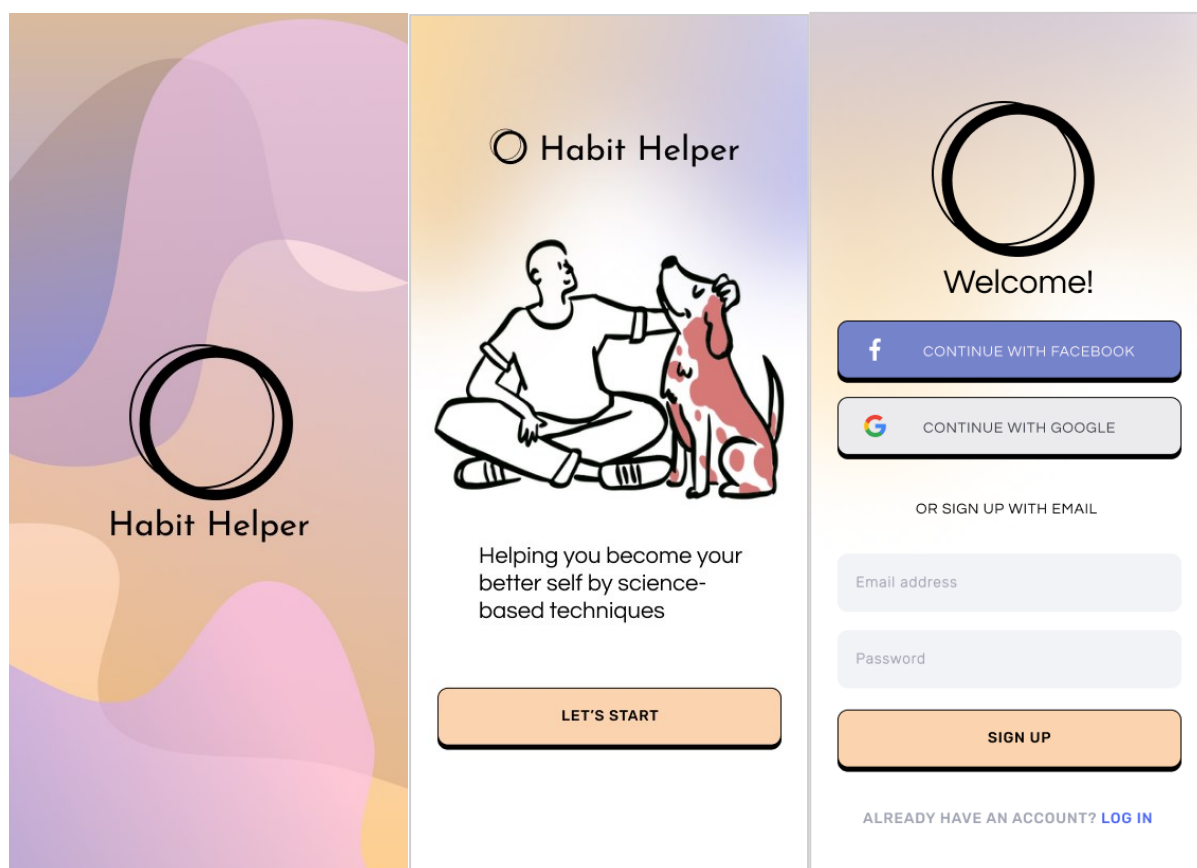 Habit Helper
Habit Helper
Helping you become your
better self by science-
based techniques
LET’S START
Welcome!
CONTINUE WITH FACEBOOK
CONTINUE WITH GOOGLE
OR SIGN UP WITH EMAIL
Email address
Password
SIGN UP
ALREADY HAVE AN ACCOUNT? LOG IN